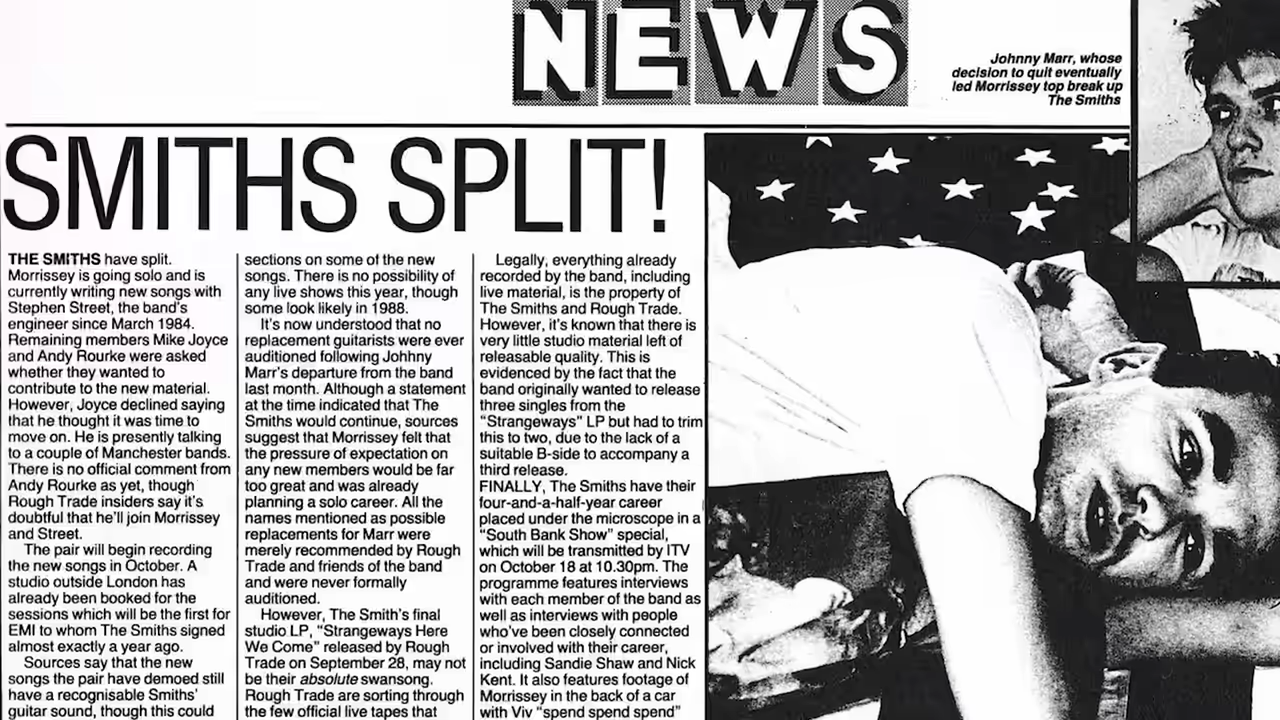 NEWS
Johnny Marr, whose
decision to quit eventually
led Morrissey top break up
The Smiths
SMITHS SPLIT!
THE SMITHS have split.
Morrissey is going solo and is
currently writing new songs with
Stephen Street, the band's
engineer since March 1984.
Remaining members Mike Joyce
and Andy Rourke were asked
whether they wanted to
contribute to the new material.
However, Joyce declined saying
that he thought it was time to
move on. He is presently talking
to a couple of Manchester bands.
There is no official comment from
Andy Rourke as yet, though
Rough Trade insiders say it's
doubtful that he'll join Morrissey
and Street.
The pair will begin recording
the new songs in October. A
studio outside London has
already been booked for the
sessions which will be the first for
EMI to whom The Smiths signed
almost exactly a year ago.
Sources say that the new
songs the pair have demoed still
have a recognisable Smiths'
guitar sound, though this could
sections on some of the new
songs. There is no possibility of
any live shows this year, though
some look likely in 1988.
It's now understood that no
replacement guitarists were ever
auditioned following Johhny
Marr's departure from the band
last month. Although a statement
at the time indicated that The
Smiths would continue, sources
suggest that Morrissey felt that
the pressure of expectation on
any new members would be far
too great and was already
planning a solo career. All the
names mentioned as possible
replacements for Marr were
merely recommended by Rough
Trade and friends of the band
and were never formally
auditioned.
However, The Smith's final
studio LP, "Strangeways Here
We Come" released by Rough
Trade on September 28, may not
be their absolute swansong.
Rough Trade are sorting through
the few official live tapes that
Legally, everything already
recorded by the band, including
live material, is the property of
The Smiths and Rough Trade.
However, it's known that there is
very little studio material left of
releasable quality. This is
evidenced by the fact that the
band originally wanted to release
three singles from the
"Strangeways" LP but had to trim
this to two, due to the lack of a
suitable B-side to accompany a
third release.
FINALLY, The Smiths have their
four-and-a-half-year career
placed under the microscope in a
"South Bank Show" special,
which will be transmitted by ITV
on October 18 at 10.30pm. The
programme features interviews
with each member of the band as
well as interviews with people
who've been closely connected
or involved with their career,
including Sandie Shaw and Nick
Kent. It also features footage of
Morrissey in the back of a car
with Viv "spend spend spend"